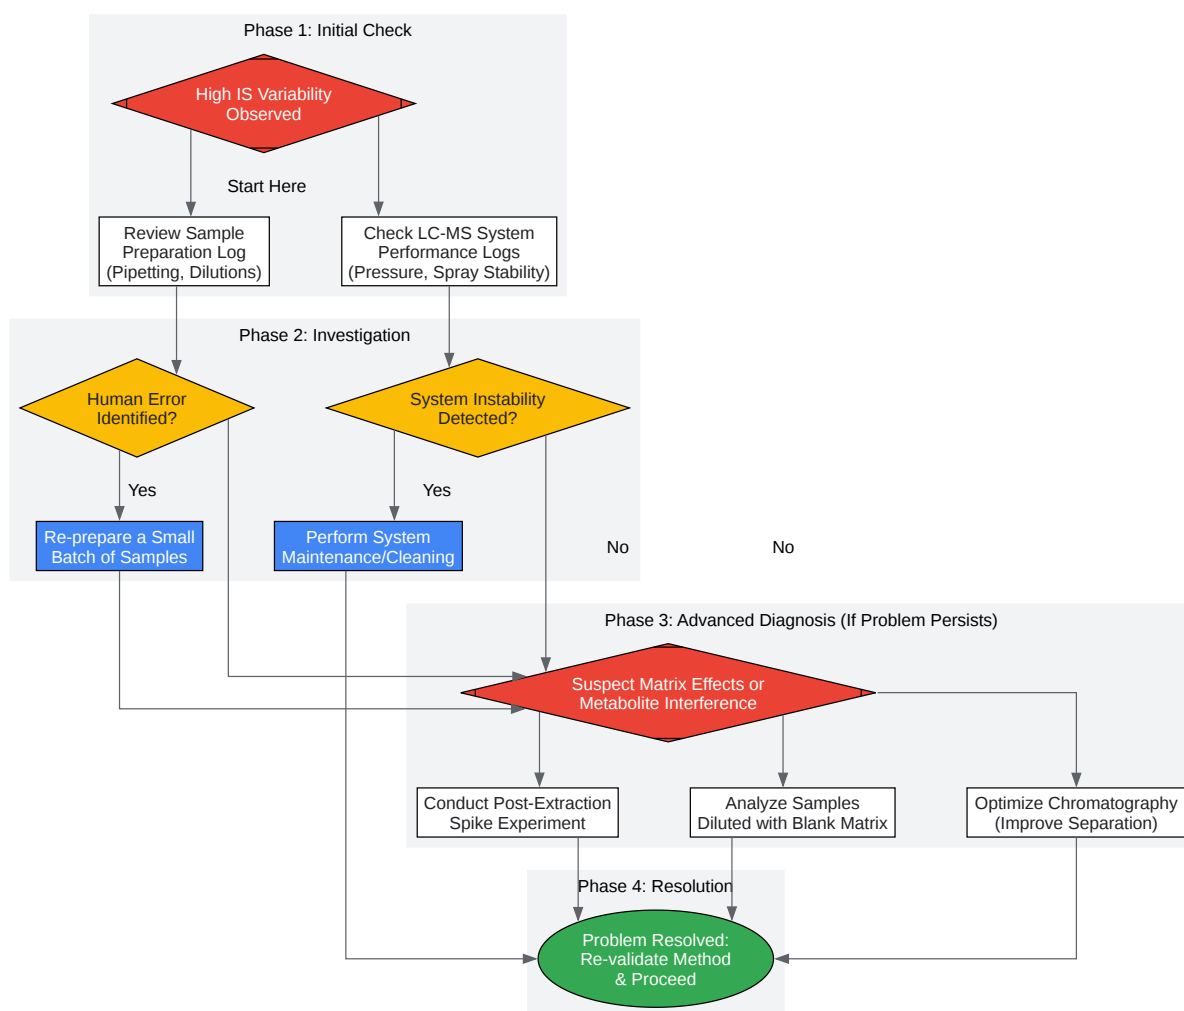 Phase 1: Initial Check
High IS Variability
Observed
Start Here
Review Sample
Preparation Log
(Pipetting, Dilutions)
Check LC-MS System
Performance Logs
(Pressure, Spray Stability)
Phase 2: Investigation
Human Error
Identified?
System Instability
Detected?
Yes
Yes
Re-prepare a Small
Batch of Samples
Perform System
Maintenance/Cleaning
No
No
Phase 3: Advanced Diagnosis (If Problem Persists)
Suspect Matrix Effects or
Metabolite Interference
Conduct Post-Extraction
Spike Experiment
Analyze Samples
Diluted with Blank Matrix
Optimize Chromatography
(Improve Separation)
Phase 4: Resolution
Problem Resolved:
Re-validate Method
& Proceed